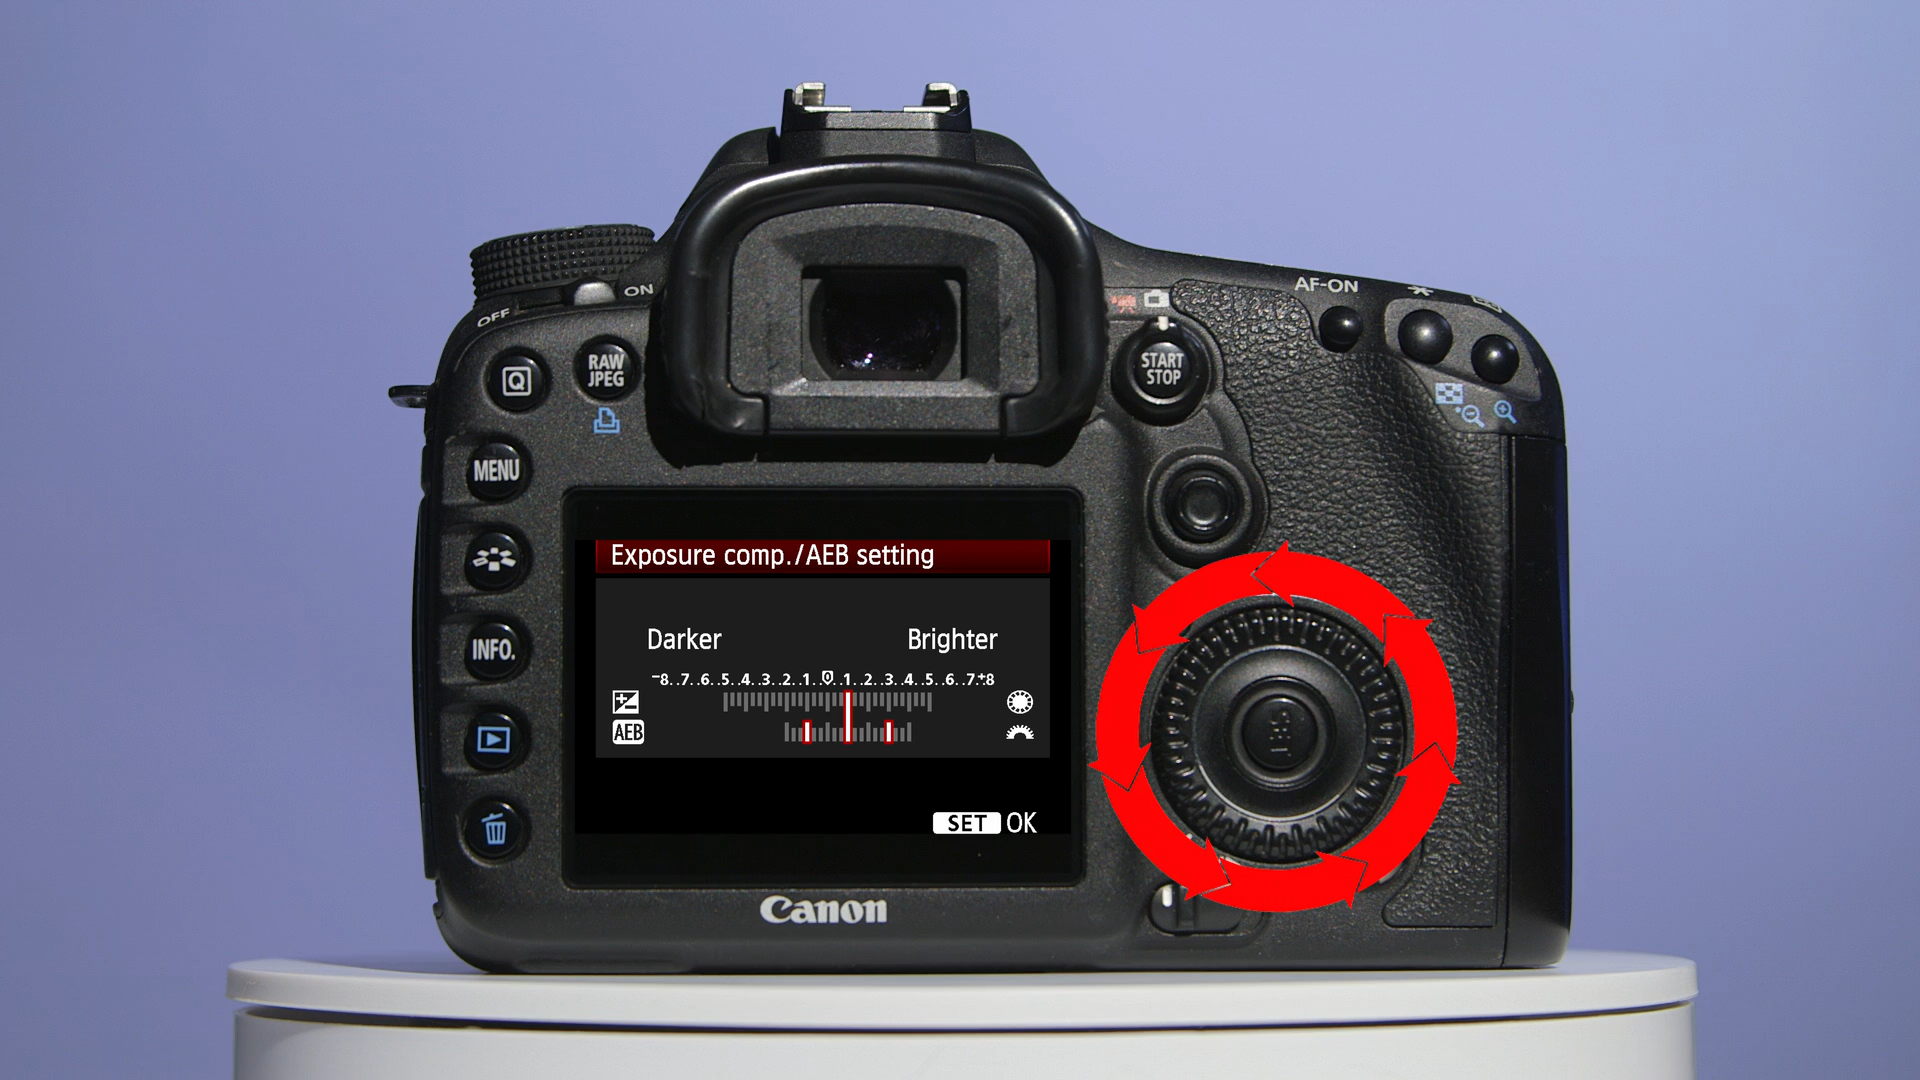 ON
OFF
AF-ON
Q
RAW
JPEG
START
STOP
MENU
INFO.
Exposure comp./AEB setting
Darker Brighter
-8..7..6..5..4..3..2..1..0..1..2..3..4..5..6..7.+8
AEB
SET OK
SET
Canon